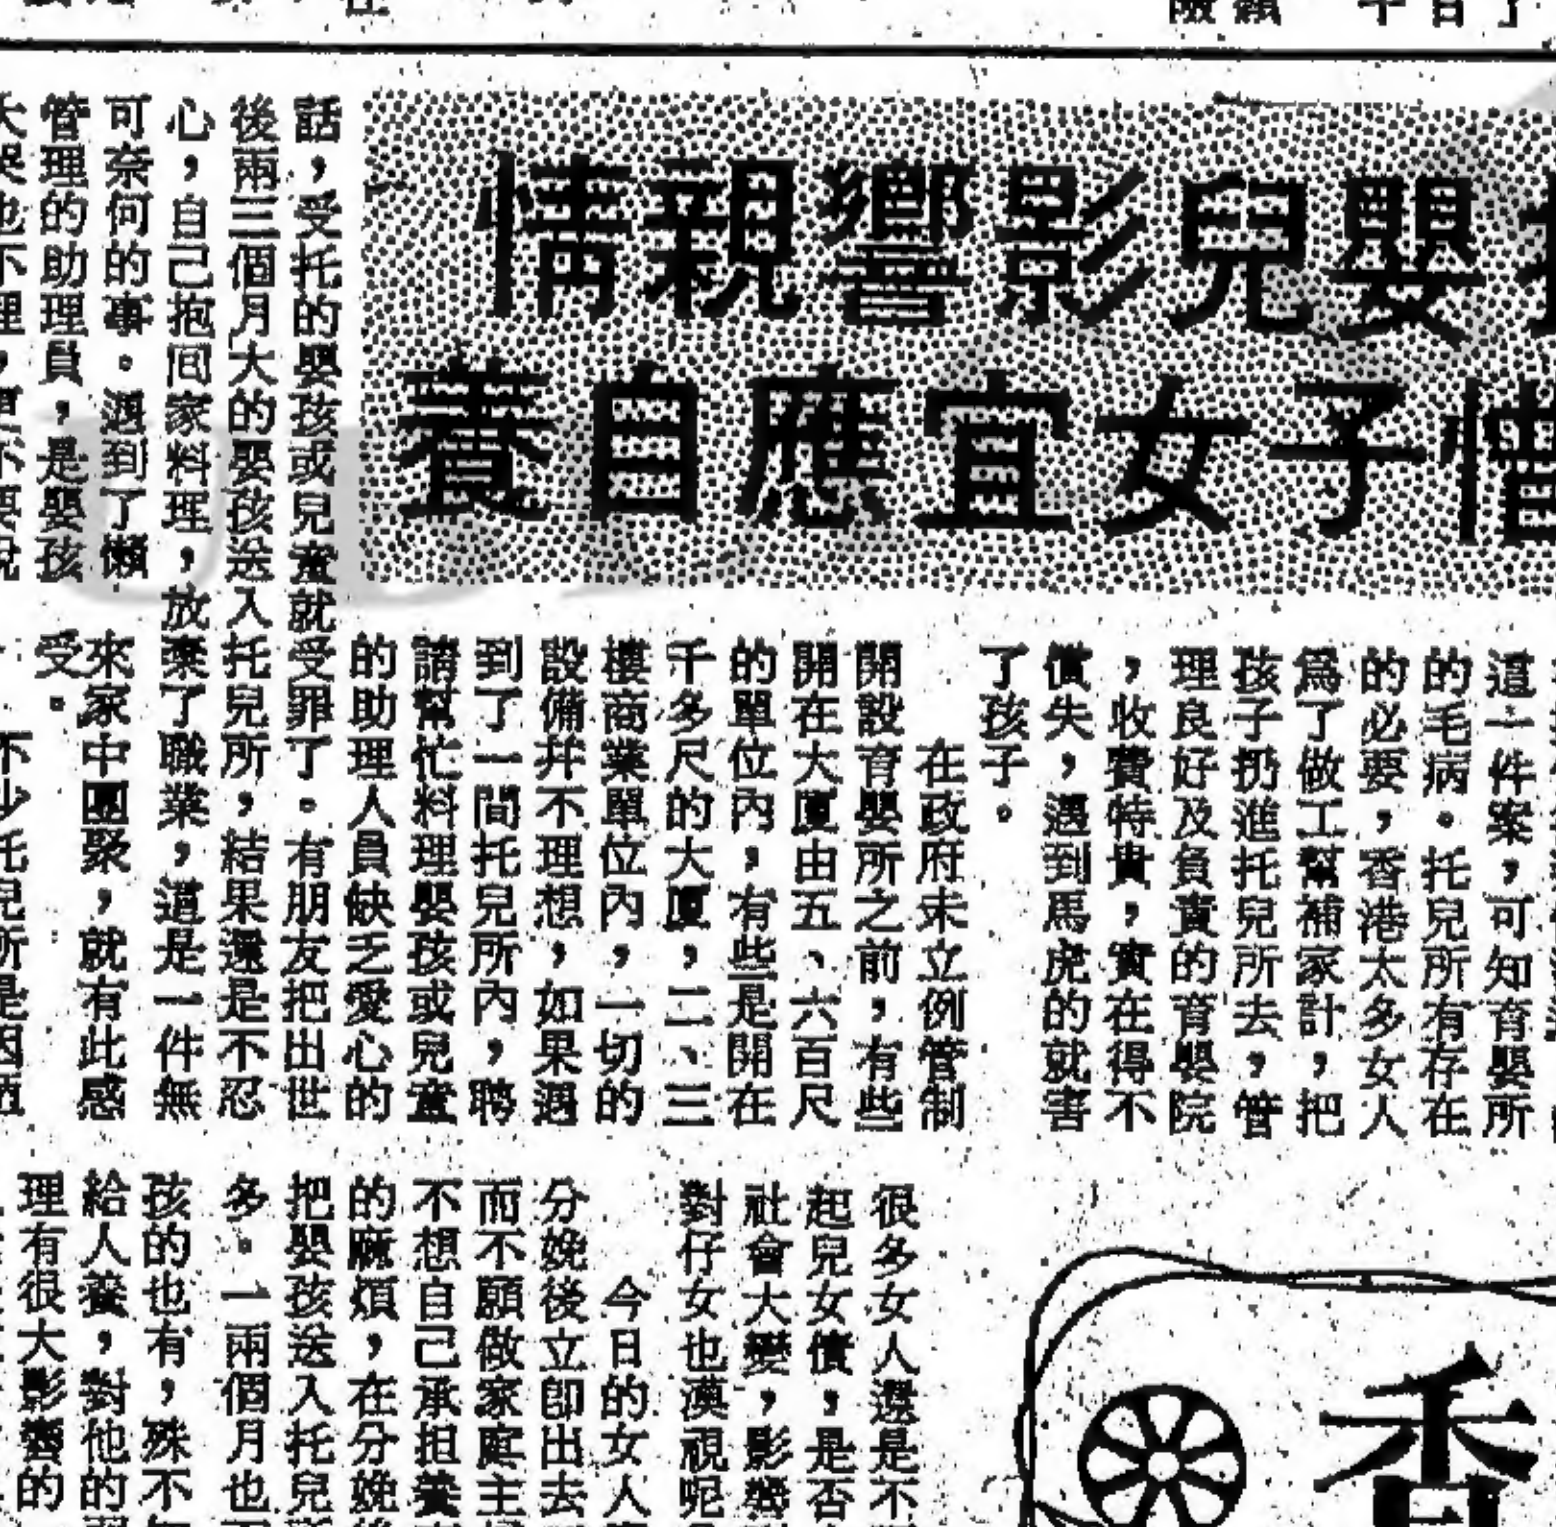 嬰兒影響親情
子女宜應自養
這一件案，可知育嬰所
的毛病。托兒所有存在
的必要，香港太多女人
爲了做工幫補家計，把
孩子扔進托兒所去，管
理良好及負責的育嬰院
，收費特貴，實在得不
償失，遇到馬虎的就害
了孩子。
在政府未立例管制
開設育嬰所之前，有些
開在大廈由五、六百尺
的單位內，有些是開在
千多尺的大廈，二、三
樓商業單位內，一切的
設備幷不理想，如果遇
到了一間托兒所內，聘
請幫忙料理嬰孩或兒童
的助理人員缺乏愛心的
話，受托的嬰孩或兒童就受罪了。有朋友把出世
後兩三個月大的嬰孩送入托兒所，結果還是不忍
心，自己抱囘家料理，放棄了職業，這是一件無
可奈何的事。遇到了懶
管理的助理員，是嬰孩
來家中團聚，就有此感
受。
很多女人還是不
起兒女債，是否
社會大變，影響
對仔女也漠視呢
今日的女人
分娩後立即出去
而不願做家庭主
不想自己承担養
的麻煩，在分娩
把嬰孩送入托兒
多。一兩個月也
孩的也有，殊不
給人養，對他的
理有很大影響的
香